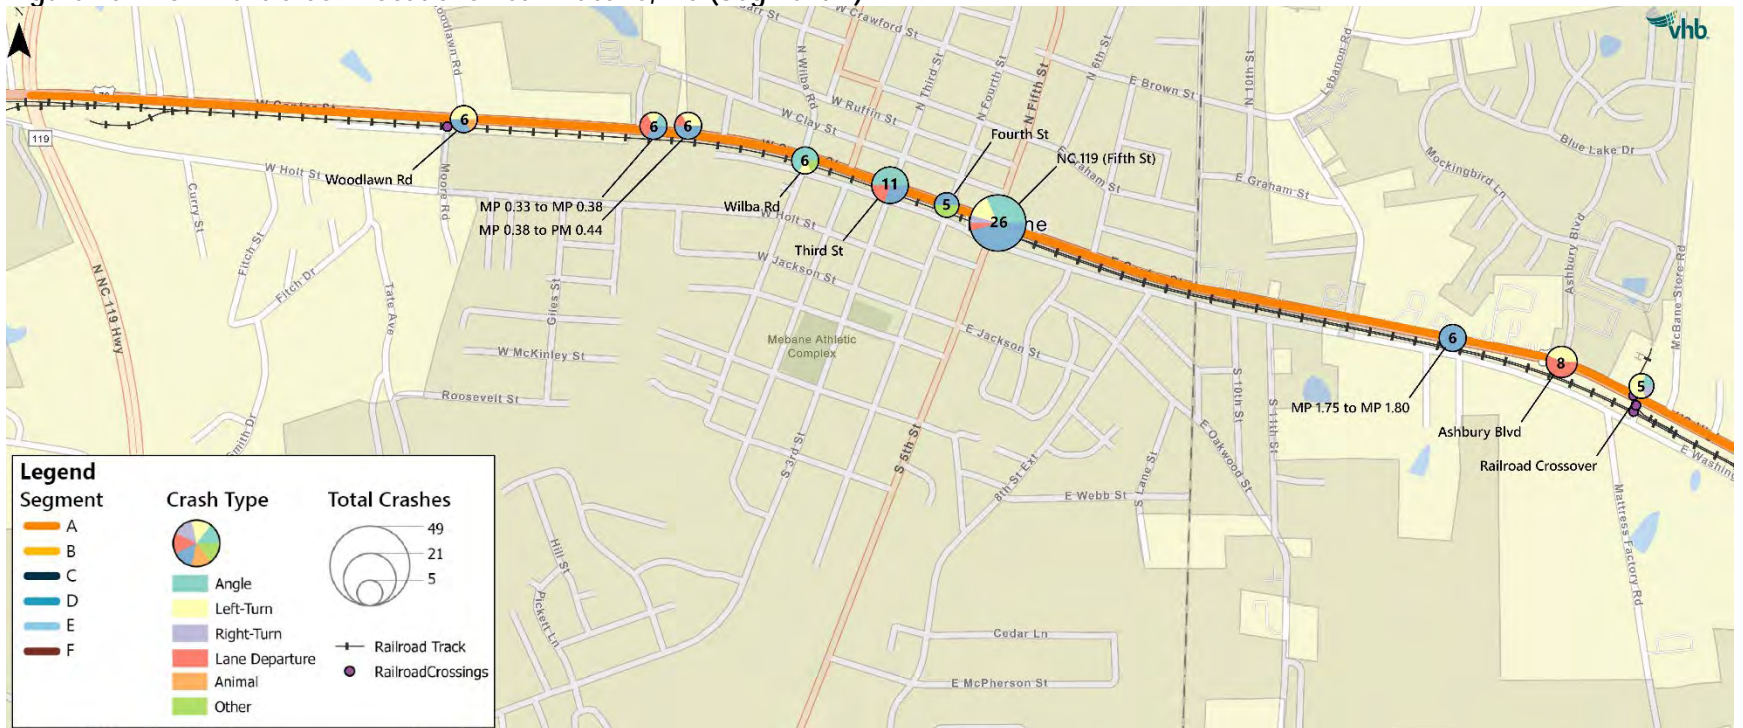 N
vhb
70
119
W Crawford St
Woodlawn Rd
N Wilba Rd
N Third St
N Fourth St
N Fifth St
N 6th St
E Brown St
N 10th St
Lebanon Rd
W Ruffin St
W Clay St
Blue Lake Dr
Mockingbird Ln
E Graham St
Fourth St
NC 119 (Fifth St)
6
6
6
6
11
5
26
6
8
5
Woodlawn Rd
MP 0.33 to MP 0.38
MP 0.38 to PM 0.44
Wilba Rd
Third St
MP 1.75 to MP 1.80
Ashbury Blvd
Railroad Crossover
W Holt St
W Holt St
Curry St
Moore Rd
Fitch St
Fitch Dr
Tate Ave
Giles St
N NC 119 Hwy
W Jackson St
E Jackson St
Mebane Athletic
Complex
W McKinley St
Roosevelt St
Smith Dr
S 3rd St
S 5th St
8th St Ext
E Webb St
S Lane St
E Oakwood St
S 10th St
S 11th St
Ashbury Blvd
McBane Store Rd
Mattress Factory Rd
Hill St
Pickett Ln
Cedar Ln
E McPherson St
Legend
Segment
A
B
C
D
E
F
Crash Type
Angle
Left-Turn
Right-Turn
Lane Departure
Animal
Other
Total Crashes
49
21
5
Railroad Track
RailroadCrossings